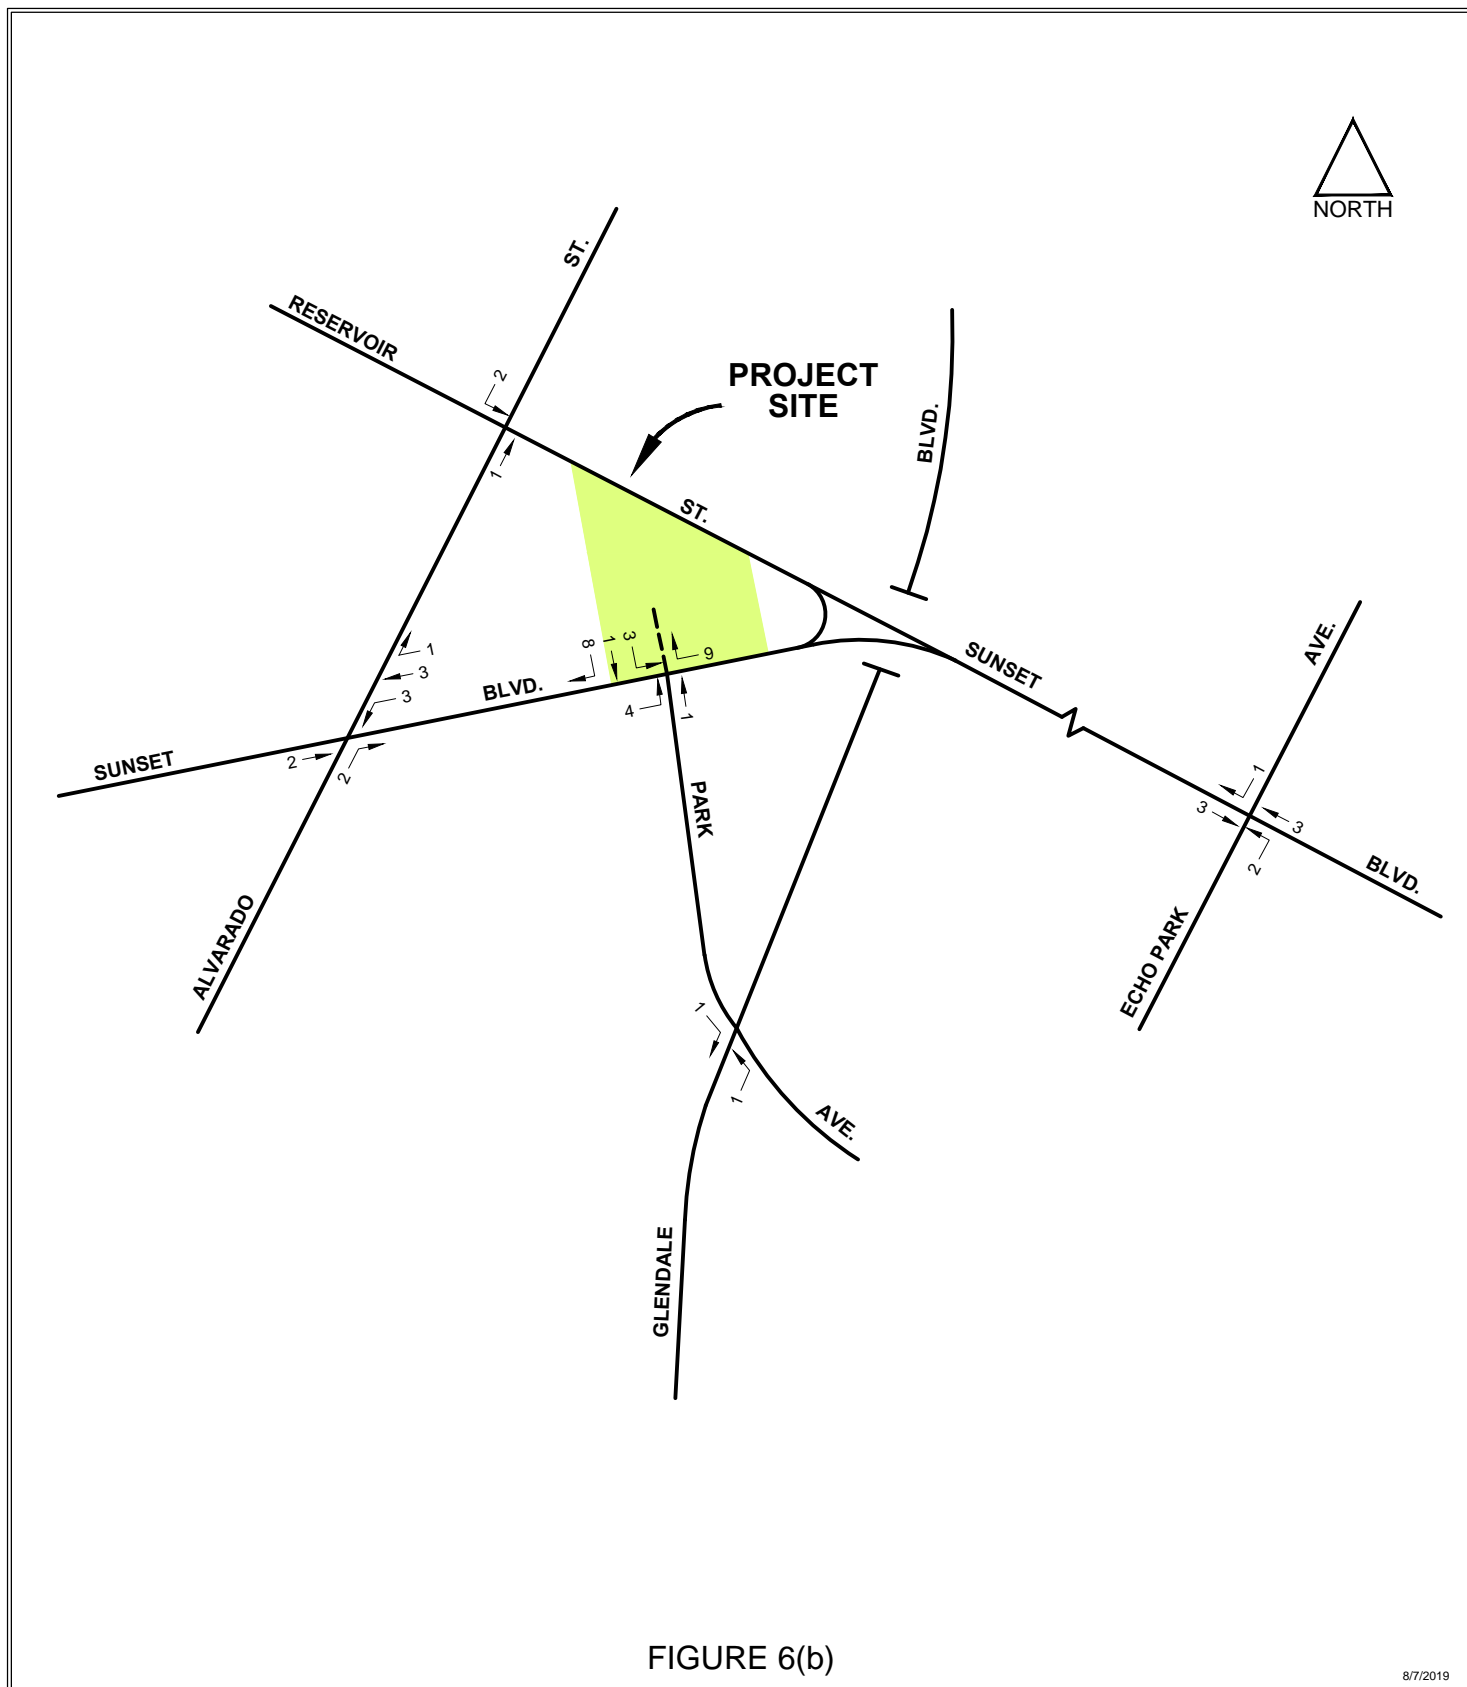 NORTH
ST.
RESERVOIR
2
PROJECT
SITE
BLVD.
1
ST.
AVE.
8
1
3
9
1
3
3
SUNSET
BLVD.
4
1
SUNSET
2
2
PARK
1
3
3
2
BLVD.
ALVARADO
ECHO PARK
1
1
AVE.
GLENDALE
FIGURE 6(b)
8/7/2019